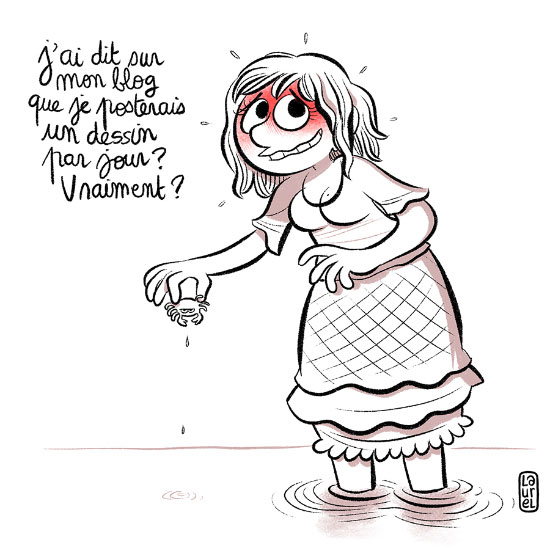 j'ai dit sur
mon blog
que je posterais
un dessin
par jour?
Vraiment?
LauREL